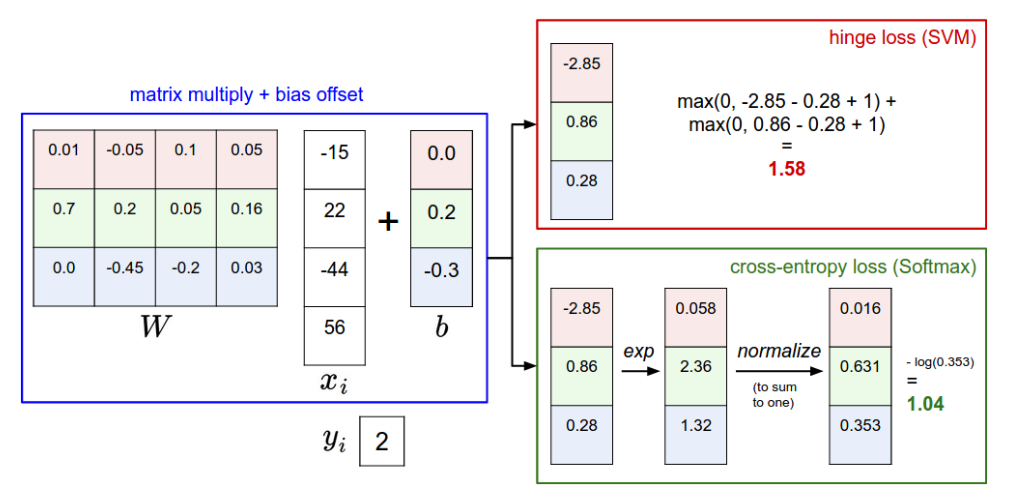 matrix multiply + bias offset
0.01 -0.05 0.1 0.05
0.7 0.2 0.05 0.16
0.0 -0.45 -0.2 0.03
W
-15
22
-44
56
x_i
+
0.0
0.2
-0.3
b
y_i 2
hinge loss (SVM)
-2.85
0.86
0.28
max(0, -2.85 - 0.28 + 1) +
max(0, 0.86 - 0.28 + 1)
=
1.58
cross-entropy loss (Softmax)
-2.85
0.86
0.28
exp
0.058
2.36
1.32
normalize
(to sum
to one)
0.016
0.631
0.353
- log(0.353)
=
1.04